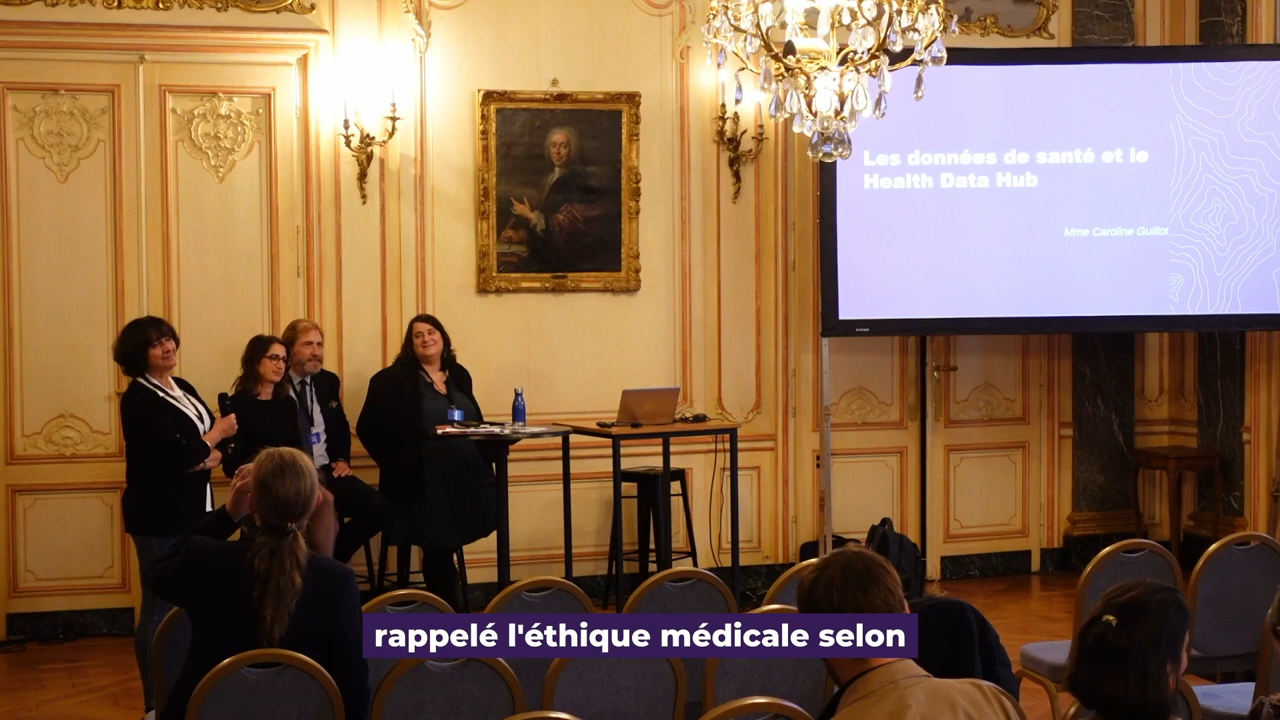 Les données de santé et le
Health Data Hub
Mme Caroline Guillot
rappelé l'éthique médicale selon